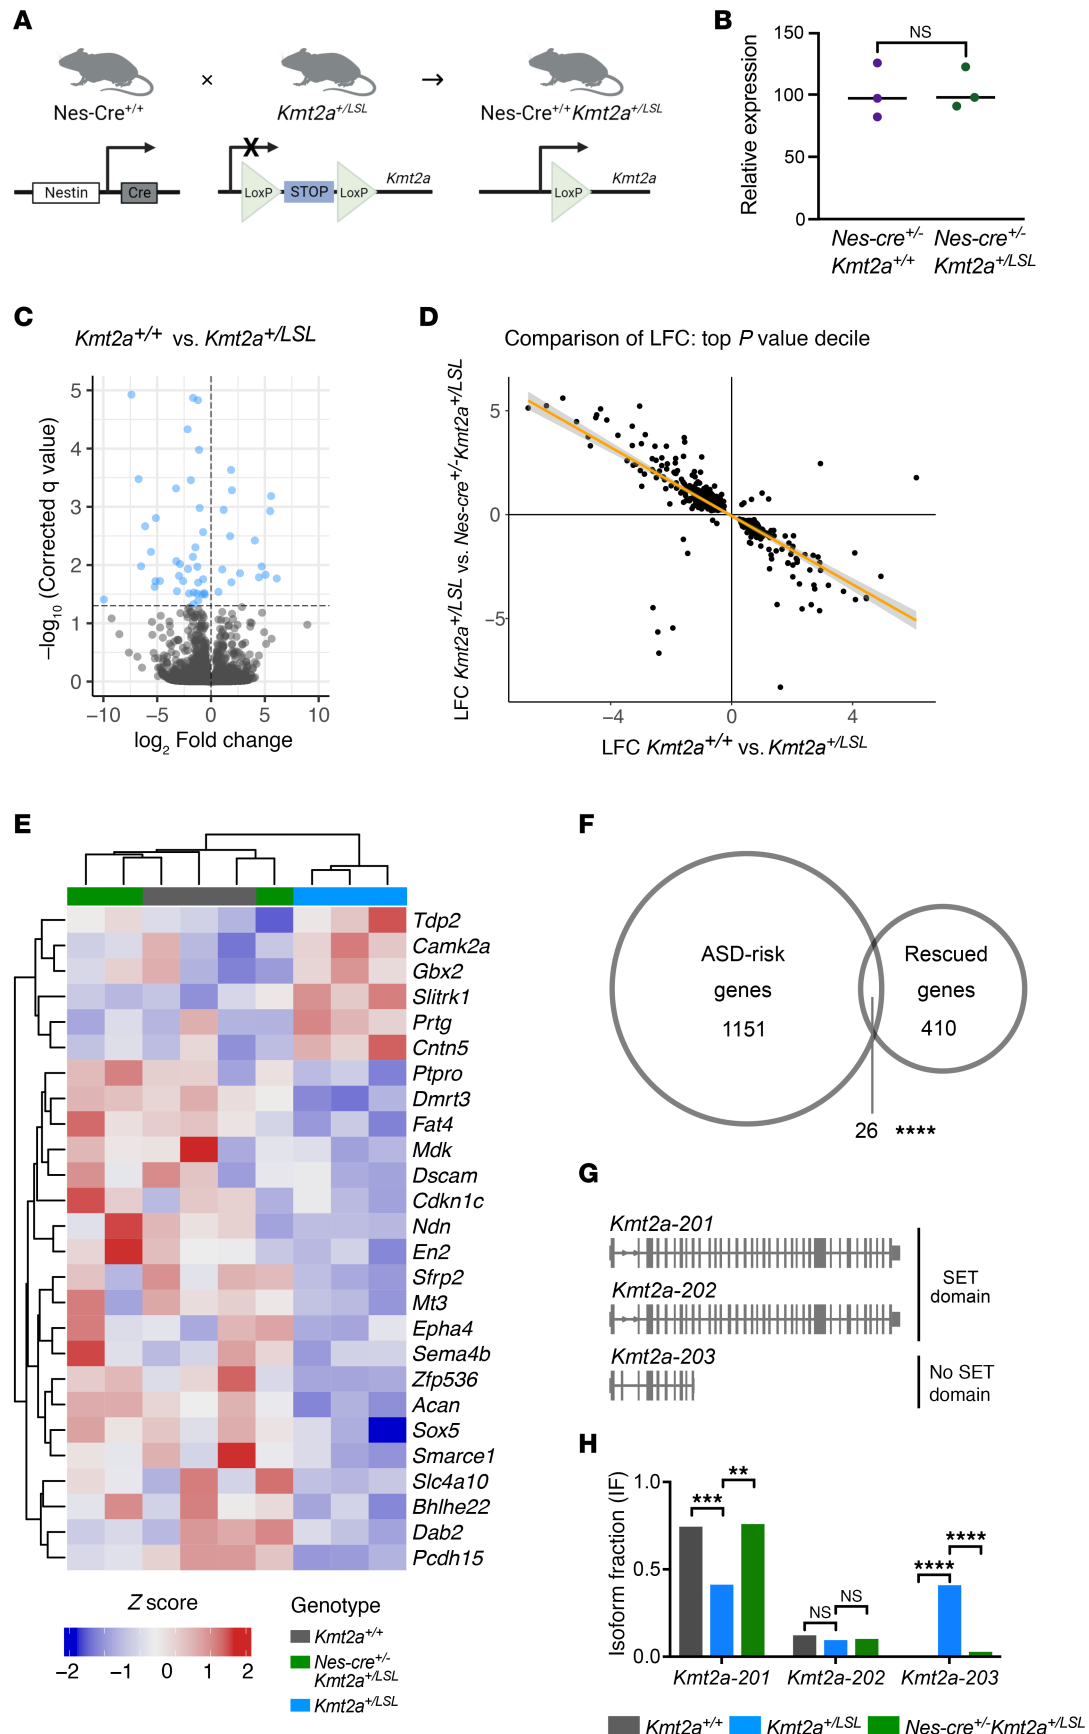 A
Nes-Cre+/+
×
Kmt2a+/LSL
→
Nes-Cre+/+Kmt2a+/LSL
Nestin
Cre
X
LoxP
STOP
LoxP
Kmt2a
LoxP
Kmt2a
B
Relative expression
150
100
50
0
NS
Nes-cre+/-
Kmt2a+/+
Nes-cre+/-
Kmt2a+/LSL
C
Kmt2a+/+ vs. Kmt2a+/LSL
–log10 (Corrected q value)
5
4
3
2
1
0
–10
–5
0
5
10
log2 Fold change
D
Comparison of LFC: top P value decile
LFC Kmt2a+/LSL vs. Nes-cre+/-Kmt2a+/LSL
5
0
–5
–4
0
4
LFC Kmt2a+/+ vs. Kmt2a+/LSL
E
Tdp2
Camk2a
Gbx2
Slitrk1
Prtg
Cntn5
Ptpro
Dmrt3
Fat4
Mdk
Dscam
Cdkn1c
Ndn
En2
Sfrp2
Mt3
Epha4
Sema4b
Zfp536
Acan
Sox5
Smarce1
Slc4a10
Bhlhe22
Dab2
Pcdh15
Z score
–2
–1
0
1
2
Genotype
Kmt2a+/+
Nes-cre+/-
Kmt2a+/LSL
Kmt2a+/LSL
F
ASD-risk
genes
1151
Rescued
genes
410
26 ****
G
Kmt2a-201
Kmt2a-202
SET
domain
Kmt2a-203
No SET
domain
H
Isoform fraction (IF)
1.0
0.5
0.0
***
**
NS
NS
****
****
Kmt2a-201
Kmt2a-202
Kmt2a-203
Kmt2a+/+
Kmt2a+/LSL
Nes-cre+/-Kmt2a+/LSL